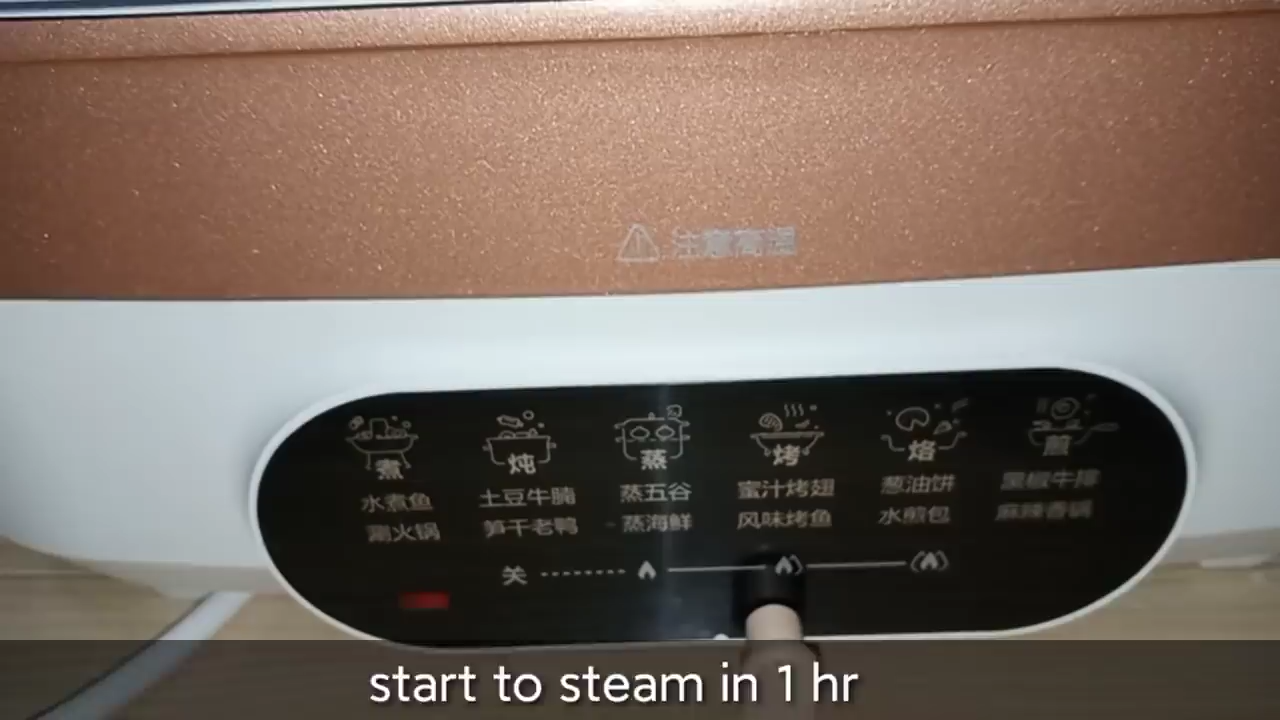 注意高温
煮 炖 蒸 烤 烙 煎
水煮鱼 土豆牛腩 蒸五谷 蜜汁烤翅 葱油饼 黑椒牛排
涮火锅 笋干老鸭 蒸海鲜 风味烤鱼 水煎包 麻辣香锅
关
start to steam in 1 hr